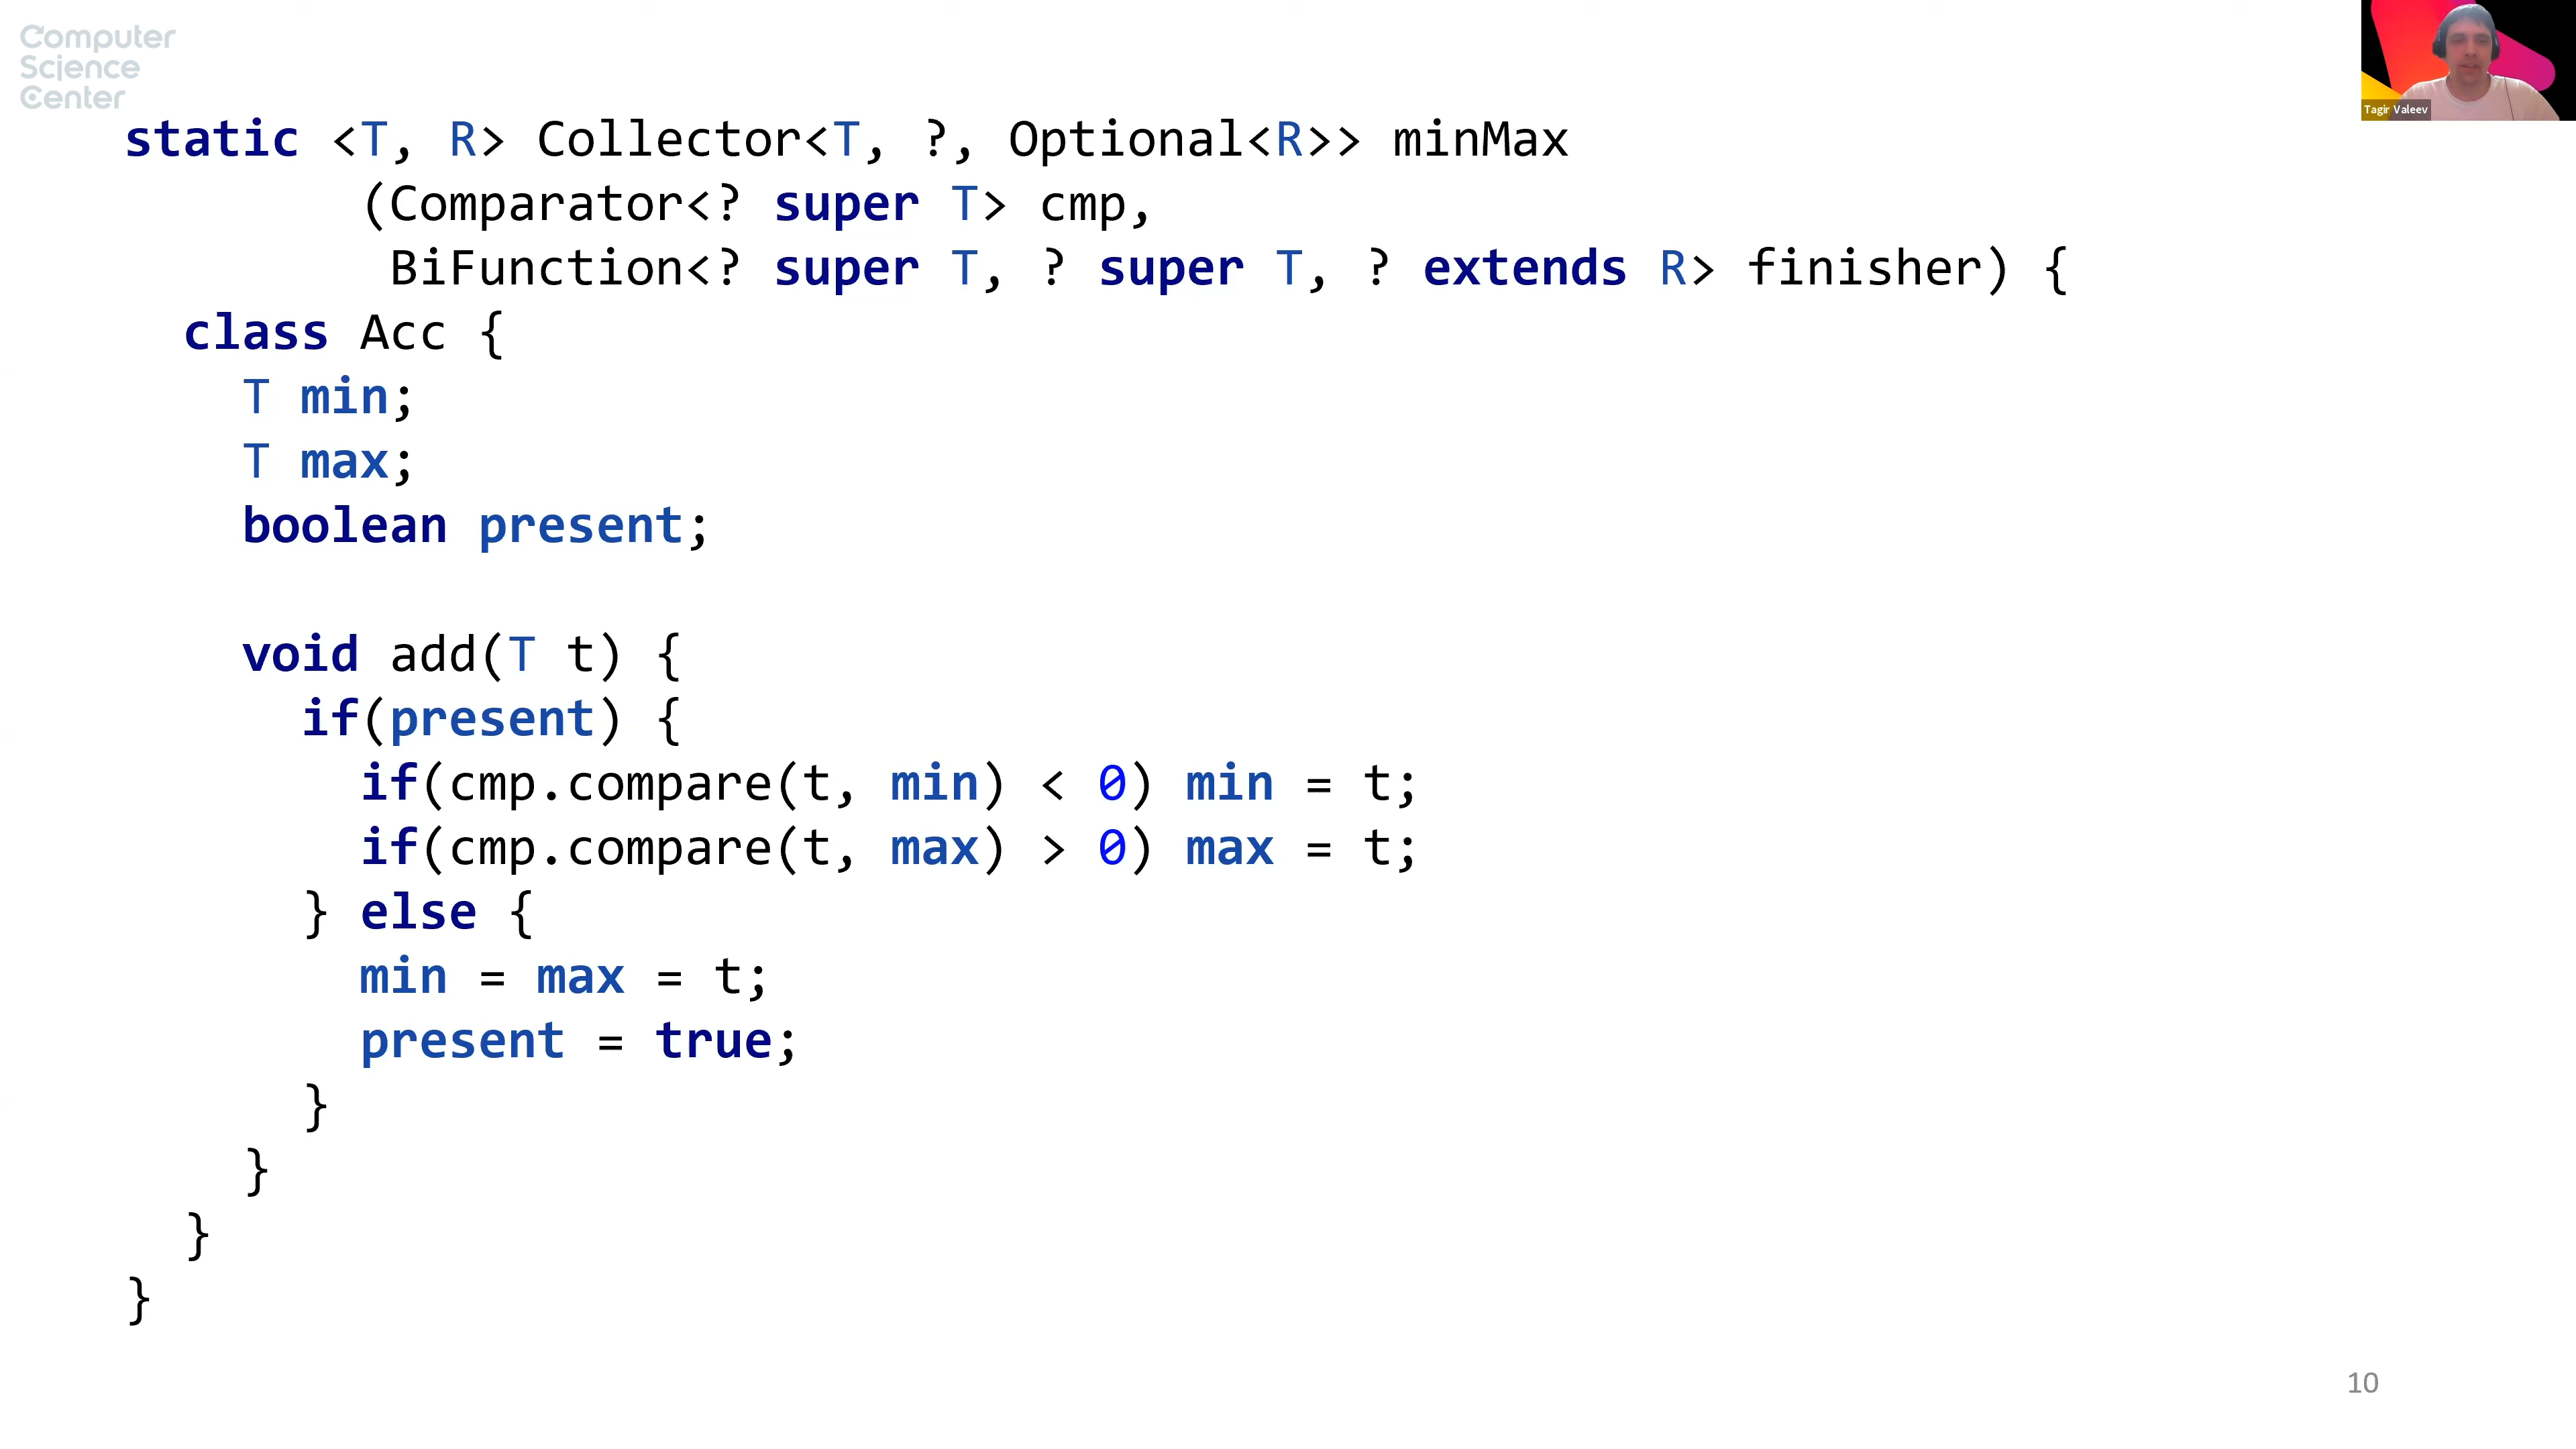 Computer
Science
Center
Tagir Valeev
static <T, R> Collector<T, ?, Optional<R>> minMax
(Comparator<? super T> cmp,
BiFunction<? super T, ? super T, ? extends R> finisher) {
class Acc {
T min;
T max;
boolean present;
void add(T t) {
if(present) {
if(cmp.compare(t, min) < 0) min = t;
if(cmp.compare(t, max) > 0) max = t;
} else {
min = max = t;
present = true;
}
}
}
}
10